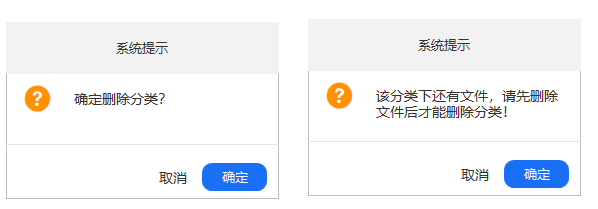 系统提示
确定删除分类？
取消
确定
系统提示
该分类下还有文件，请先删除
文件后才能删除分类！
取消
确定